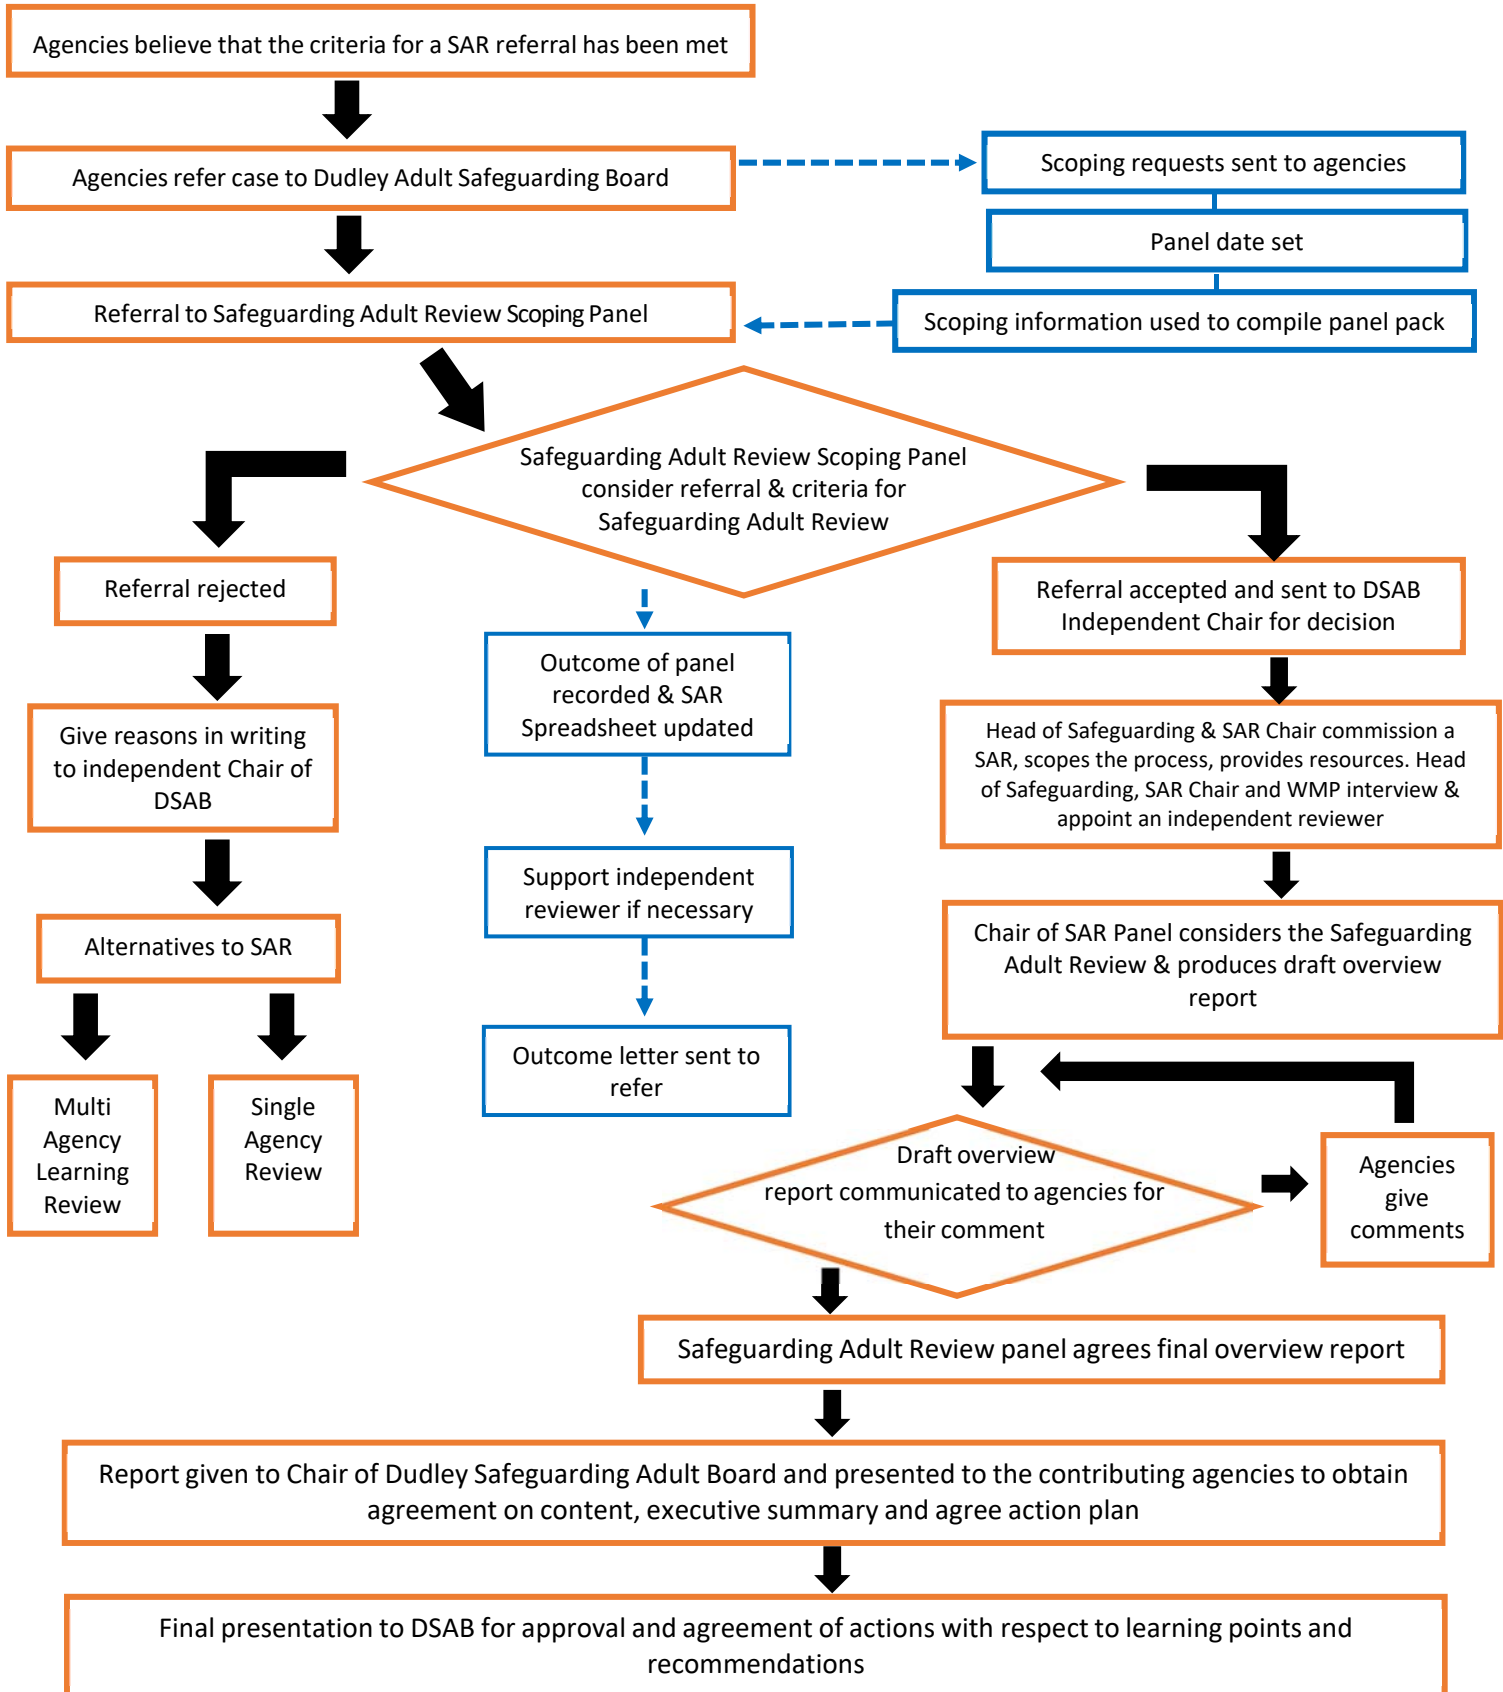 Agencies believe that the criteria for a SAR referral has been met
Agencies refer case to Dudley Adult Safeguarding Board
Scoping requests sent to agencies
Panel date set
Referral to Safeguarding Adult Review Scoping Panel
Scoping information used to compile panel pack
Safeguarding Adult Review Scoping Panel
consider referral & criteria for
Safeguarding Adult Review
Referral rejected
Give reasons in writing
to independent Chair of
DSAB
Alternatives to SAR
Multi
Agency
Learning
Review
Single
Agency
Review
Outcome of panel
recorded & SAR
Spreadsheet updated
Support independent
reviewer if necessary
Outcome letter sent to
refer
Referral accepted and sent to DSAB
Independent Chair for decision
Head of Safeguarding & SAR Chair commission a
SAR, scopes the process, provides resources. Head
of Safeguarding, SAR Chair and WMP interview &
appoint an independent reviewer
Chair of SAR Panel considers the Safeguarding
Adult Review & produces draft overview
report
Draft overview
report communicated to agencies for
their comment
Agencies
give
comments
Safeguarding Adult Review panel agrees final overview report
Report given to Chair of Dudley Safeguarding Adult Board and presented to the contributing agencies to obtain
agreement on content, executive summary and agree action plan
Final presentation to DSAB for approval and agreement of actions with respect to learning points and
recommendations